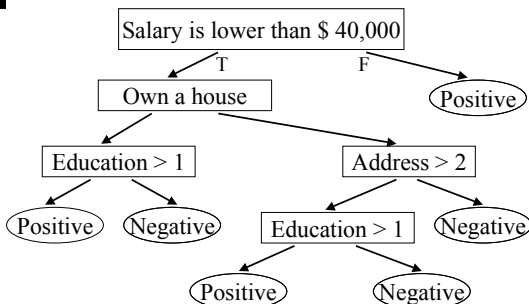 Salary is lower than $ 40,000
T F
Own a house Positive
Education > 1 Address > 2
Positive Negative Education > 1 Negative
Positive Negative